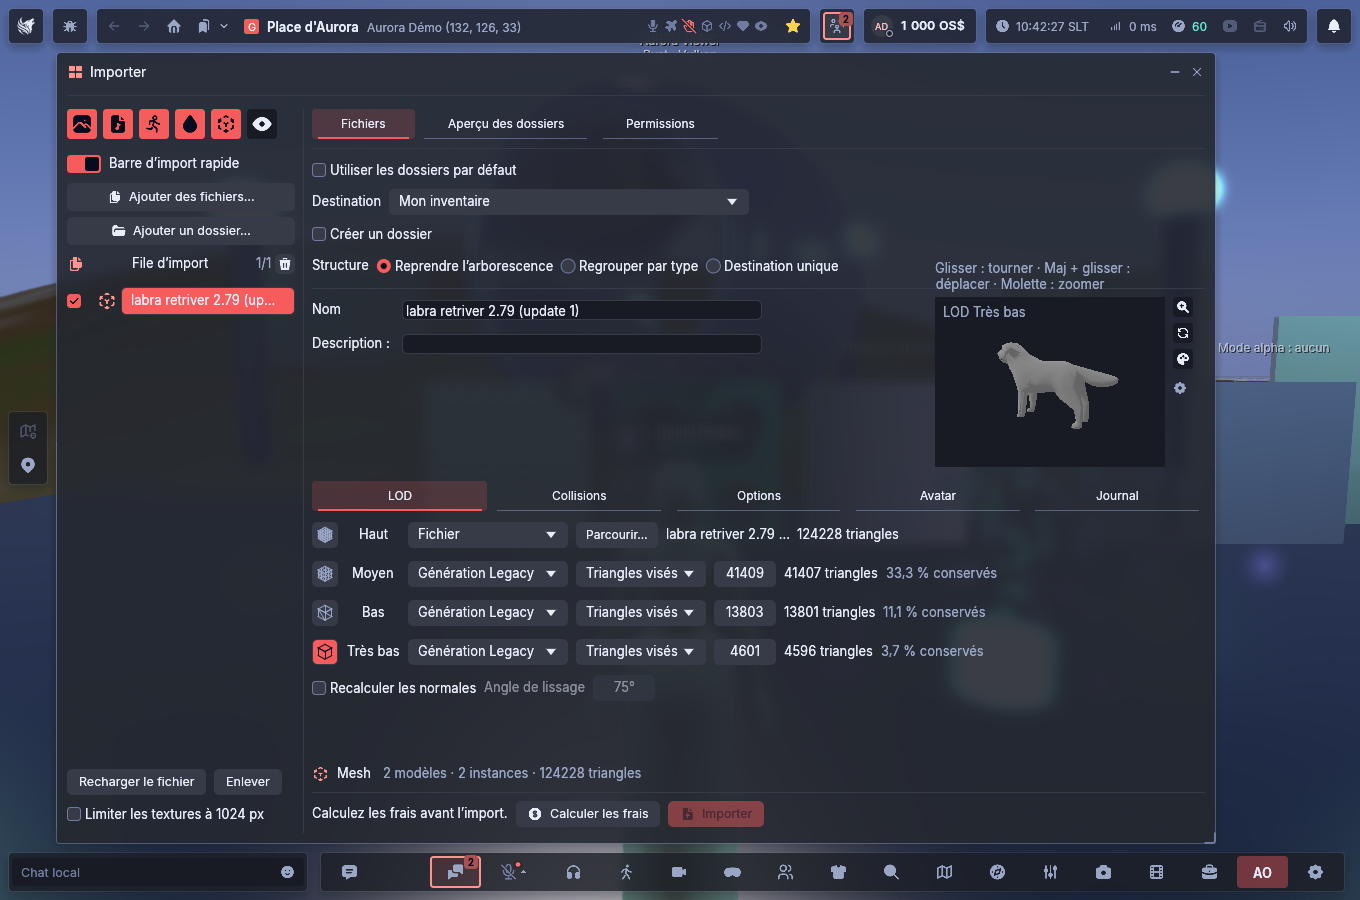 Place d'Aurora Aurora Démo (132, 126, 33)
2
AD 1 000 OS$
10:42:27 SLT
0 ms
60
Importer
Fichiers
Aperçu des dossiers
Permissions
Barre d'import rapide
Ajouter des fichiers...
Ajouter un dossier...
File d'import 1/1
labra retriver 2.79 (up...
Utiliser les dossiers par défaut
Destination Mon inventaire
Créer un dossier
Structure Reprendre l'arborescence Regrouper par type Destination unique
Nom labra retriver 2.79 (update 1)
Description :
Glisser : tourner · Maj + glisser :
déplacer · Molette : zoomer
LOD Très bas
Mode alpha : aucun
LOD
Collisions
Options
Avatar
Journal
Haut Fichier Parcourir... labra retriver 2.79 ... 124228 triangles
Moyen Génération Legacy Triangles visés 41409 41407 triangles 33,3 % conservés
Bas Génération Legacy Triangles visés 13803 13801 triangles 11,1 % conservés
Très bas Génération Legacy Triangles visés 4601 4596 triangles 3,7 % conservés
Recalculer les normales Angle de lissage 75°
Mesh 2 modèles · 2 instances · 124228 triangles
Recharger le fichier
Enlever
Limiter les textures à 1024 px
Calculez les frais avant l'import. Calculer les frais Importer
Chat local
2
AO